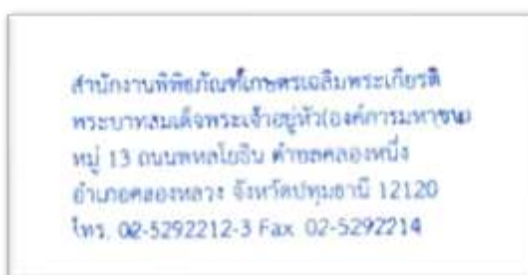 สำนักงานพิพิธภัณฑ์เกษตรเฉลิมพระเกียรติ
พระบาทสมเด็จพระเจ้าอยู่หัว(องค์การมหาชน)
หมู่ 13 ถนนพหลโยธิน ตำบลคลองหนึ่ง
อำเภอคลองหลวง จังหวัดปทุมธานี 12120
โทร. 02-5292212-3 Fax. 02-5292214